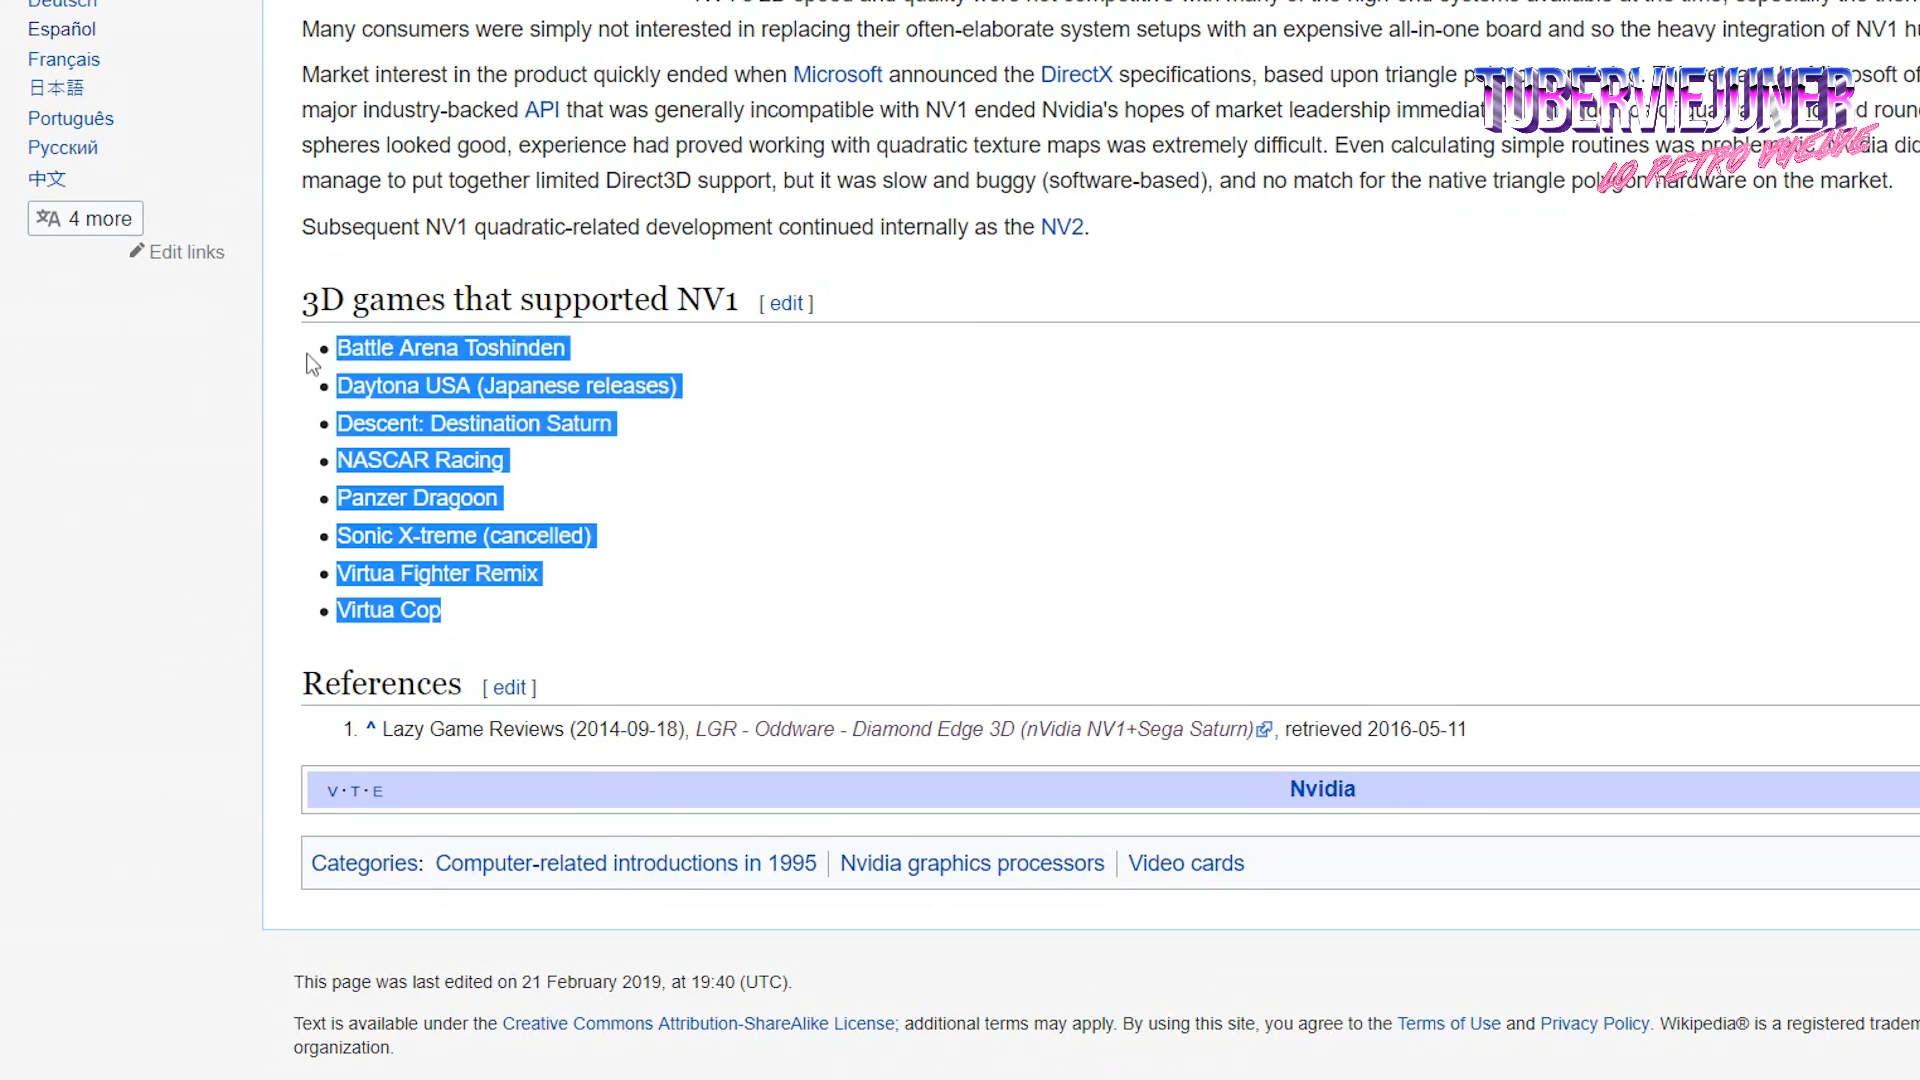 Deutsch
Español
Français
日本語
Português
Русский
中文
4 more
Edit links
Many consumers were simply not interested in replacing their often-elaborate system setups with an expensive all-in-one board and so the heavy integration of NV1
Market interest in the product quickly ended when Microsoft announced the DirectX specifications, based upon triangle
major industry-backed API that was generally incompatible with NV1 ended Nvidia's hopes of market leadership
spheres looked good, experience had proved working with quadratic texture maps was extremely difficult. Even calculating simple routines was
manage to put together limited Direct3D support, but it was slow and buggy (software-based), and no match for the native triangle polygon hardware on the market.
Subsequent NV1 quadratic-related development continued internally as the NV2.
TUBERVIEJUNER
LO RETRO VUELVE
3D games that supported NV1 [ edit ]
• Battle Arena Toshinden
• Daytona USA (Japanese releases)
• Descent: Destination Saturn
• NASCAR Racing
• Panzer Dragoon
• Sonic X-treme (cancelled)
• Virtua Fighter Remix
• Virtua Cop
References [ edit ]
1. ^ Lazy Game Reviews (2014-09-18), LGR - Oddware - Diamond Edge 3D (nVidia NV1+Sega Saturn), retrieved 2016-05-11
V · T · E Nvidia
Categories: Computer-related introductions in 1995 | Nvidia graphics processors | Video cards
This page was last edited on 21 February 2019, at 19:40 (UTC).
Text is available under the Creative Commons Attribution-ShareAlike License; additional terms may apply. By using this site, you agree to the Terms of Use and Privacy Policy. Wikipedia® is a registered
organization.